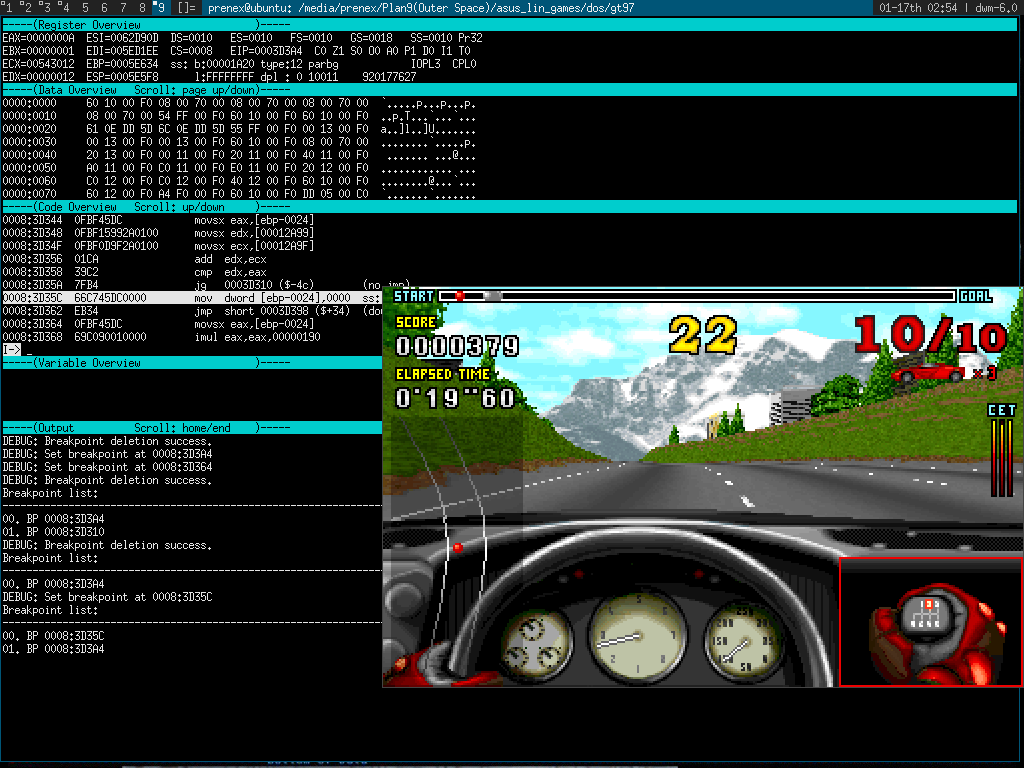 1 2 3 4 5 6 7 8 9 []= prenex@ubuntu: /media/prenex/Plan9(Outer Space)/asus_lin_games/dos/gt97 01-17th 02:54 | dwm-6.0
-----(Register Overview )-----
EAX=0000000A ESI=0062D90D DS=0010 ES=0010 FS=0010 GS=0018 SS=0010 Pr32
EBX=00000001 EDI=005ED1EE CS=0008 EIP=0003D3A4 C0 Z1 S0 O0 A0 P1 D0 I1 T0
ECX=00543012 EBP=0005E634 ss: b:00001A20 type:12 parbg IOPL3 CPL0
EDX=00000012 ESP=0005E5F8 l:FFFFFFFF dpl : 0 10011 920177627
-----(Data Overview Scroll: page up/down)-----
0000:0000 60 10 00 F0 08 00 70 00 08 00 70 00 08 00 70 00 `.....p...p...p.
0000:0010 08 00 70 00 54 FF 00 F0 60 10 00 F0 60 10 00 F0 ..p.T...`...`...
0000:0020 61 0E DD 5D 6C 0E DD 5D 55 FF 00 F0 00 13 00 F0 a..]l..]U.......
0000:0030 00 13 00 F0 00 13 00 F0 60 10 00 F0 08 00 70 00 ........`.....p.
0000:0040 20 13 00 F0 00 11 00 F0 20 11 00 F0 40 11 00 F0 ....... ...@...
0000:0050 A0 11 00 F0 C0 11 00 F0 E0 11 00 F0 20 12 00 F0 ............ ...
0000:0060 C0 12 00 F0 C0 12 00 F0 40 12 00 F0 60 10 00 F0 ........@...`...
0000:0070 60 12 00 F0 A4 F0 00 F0 60 10 00 F0 DD 05 00 C0 `.......`.......
-----(Code Overview Scroll: up/down )-----
0008:3D344 0FBF45DC movsx eax,[ebp-0024]
0008:3D348 0FBF15992A0100 movsx edx,[00012A99]
0008:3D34F 0FBF0D9F2A0100 movsx ecx,[00012A9F]
0008:3D356 01CA add edx,ecx
0008:3D358 39C2 cmp edx,eax
0008:3D35A 7FB4 jg 0003D310 ($-4c) (no jmp)
0008:3D35C 66C745DC0000 mov dword [ebp-0024],0000 ss:
0008:3D362 EB34 jmp short 0003D398 ($+34) (do
0008:3D364 0FBF45DC movsx eax,[ebp-0024]
0008:3D368 69C090010000 imul eax,eax,00000190
I->
-----(Variable Overview )-----
-----(Output Scroll: home/end )-----
DEBUG: Breakpoint deletion success.
DEBUG: Set breakpoint at 0008:3D3A4
DEBUG: Set breakpoint at 0008:3D364
DEBUG: Breakpoint deletion success.
Breakpoint list:
00. BP 0008:3D3A4
01. BP 0008:3D310
DEBUG: Breakpoint deletion success.
Breakpoint list:
00. BP 0008:3D3A4
DEBUG: Set breakpoint at 0008:3D35C
Breakpoint list:
00. BP 0008:3D35C
01. BP 0008:3D3A4
START GOAL
SCORE
0000379
ELAPSED TIME
0'19"60
22
10/10
×3
CET